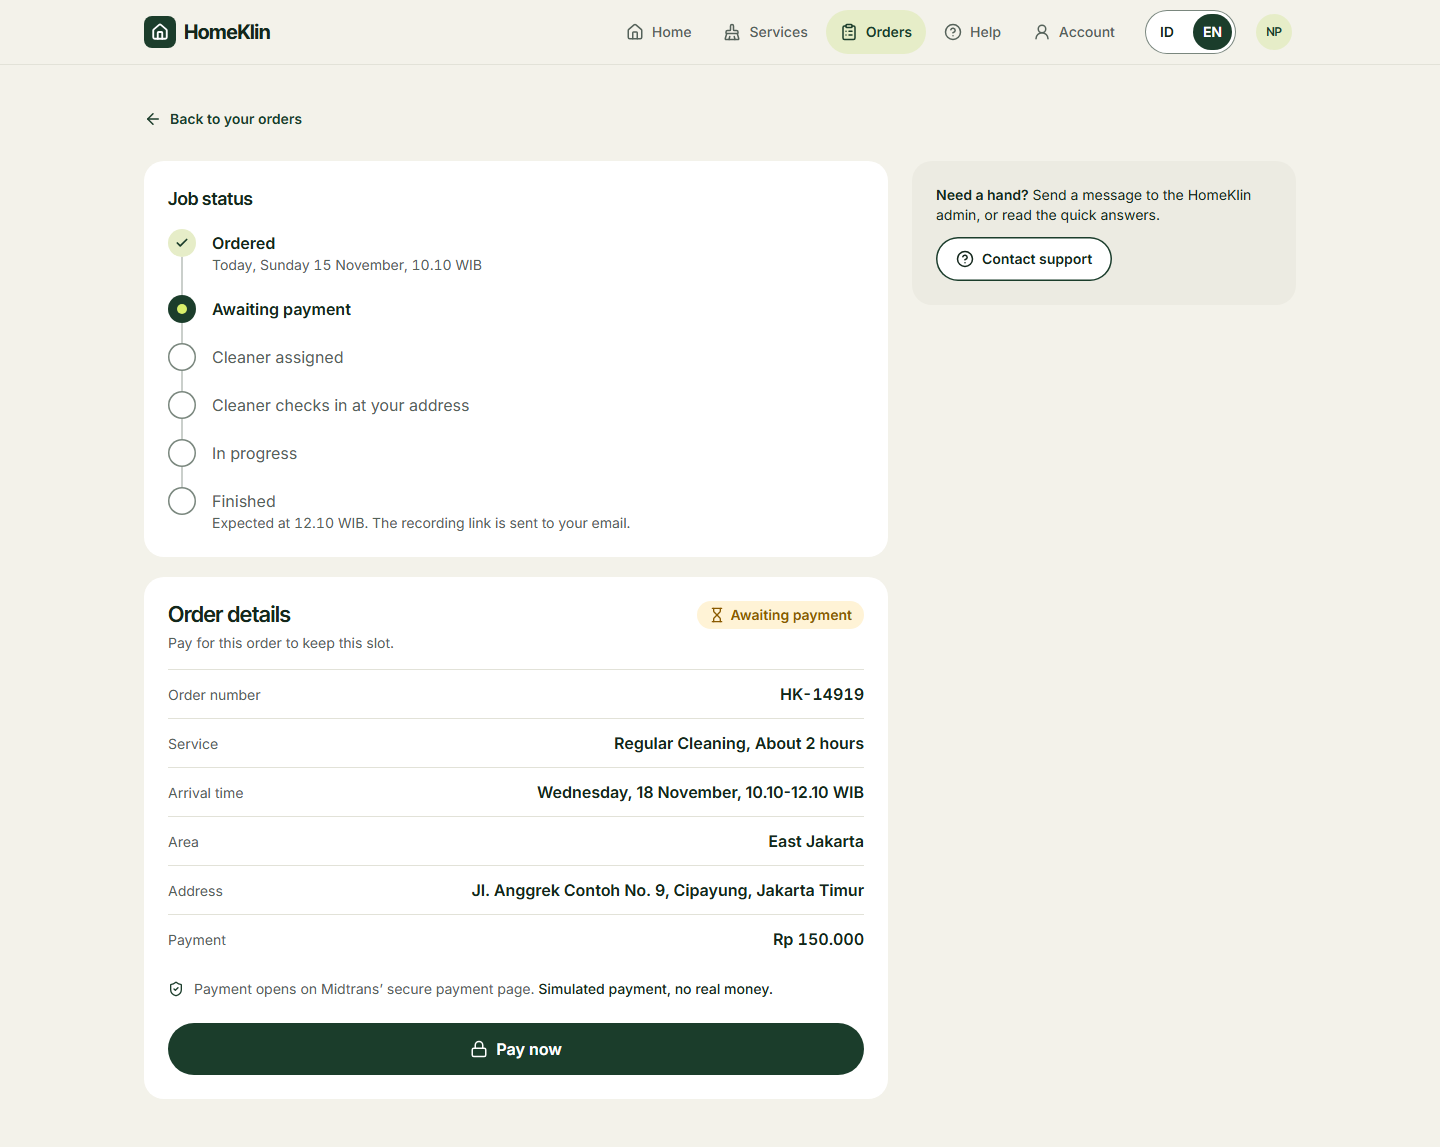 HomeKlin
Home
Services
Orders
Help
Account
ID
EN
NP
Back to your orders
Job status
Ordered
Today, Sunday 15 November, 10.10 WIB
Awaiting payment
Cleaner assigned
Cleaner checks in at your address
In progress
Finished
Expected at 12.10 WIB. The recording link is sent to your email.
Need a hand? Send a message to the HomeKlin
admin, or read the quick answers.
Contact support
Order details
Awaiting payment
Pay for this order to keep this slot.
Order number
HK-14919
Service
Regular Cleaning, About 2 hours
Arrival time
Wednesday, 18 November, 10.10-12.10 WIB
Area
East Jakarta
Address
Jl. Anggrek Contoh No. 9, Cipayung, Jakarta Timur
Payment
Rp 150.000
Payment opens on Midtrans’ secure payment page. Simulated payment, no real money.
Pay now